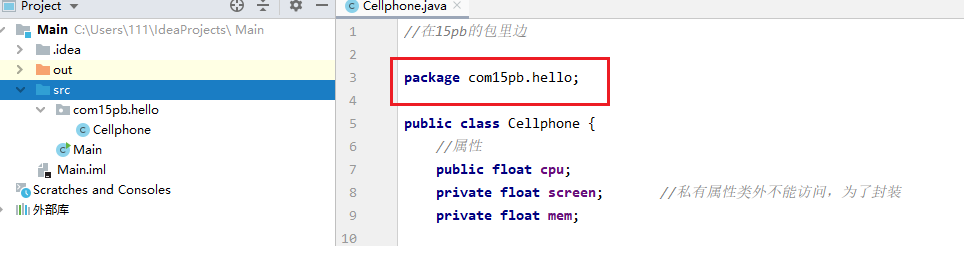 Project
Cellphone.java
Main C:\Users\111\IdeaProjects\ Main
.idea
out
src
com15pb.hello
Cellphone
Main
Main.iml
Scratches and Consoles
外部库
1 //在15pb的包里边
2
3 package com15pb.hello;
4
5 public class Cellphone {
6 //属性
7 public float cpu;
8 private float screen; //私有属性类外不能访问，为了封装
9 private float mem;
10